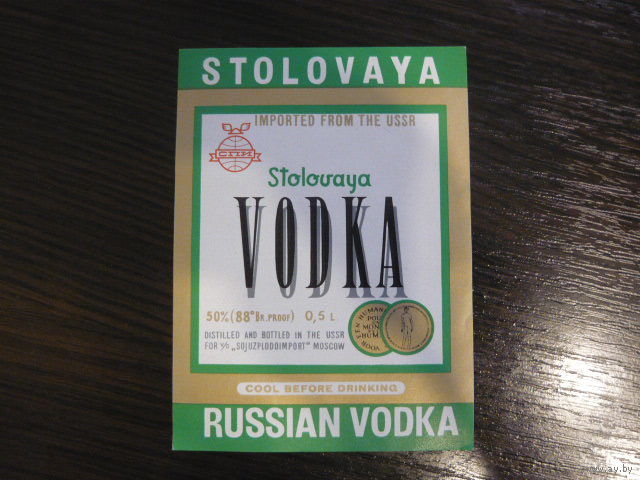 STOLOVAYA
IMPORTED FROM THE USSR
СПИ
Stolovaya
VODKA
50% (88° BR. PROOF) 0,5 L
DISTILLED AND BOTTLED IN THE USSR
FOR V/O „SOJUZPLODOIMPORT" MOSCOW
COOL BEFORE DRINKING
RUSSIAN VODKA